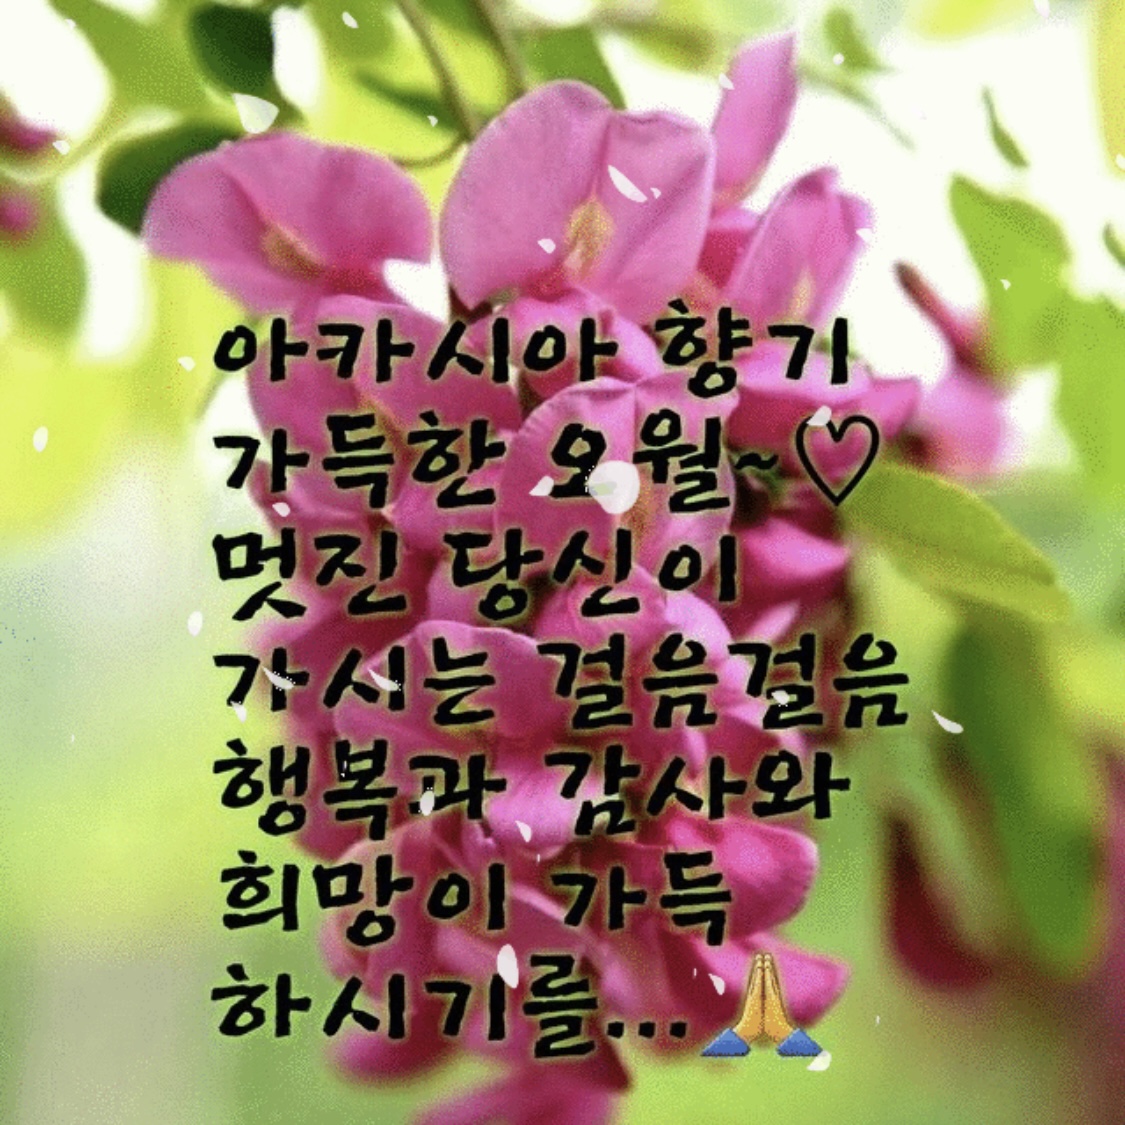 아카시아 향기
가득한 오월~♡
멋진 당신이
가시는 걸음걸음
행복과 감사와
희망이 가득
하시기를...🙏